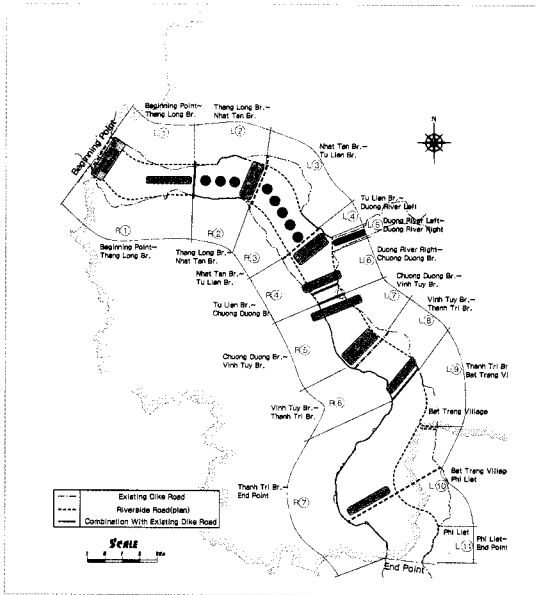 Beginning Point~
Thang Long Br.
L①
Thang Long Br.~
Nhat Tan Br.
L②
Beginning Point
Nhat Tan Br.~
Tu Lien Br.
L③
N
Tu Lien Br.~
Duong River Left
L④
Duong River Left~
Duong River Right
L⑤
Duong River Right~
Chuong Duong Br.
L⑥
R①
Beginning Point~
Thang Long Br.
R②
Thang Long Br.~
Nhat Tan Br.
R③
Nhat Tan Br.~
Tu Lien Br.
R④
Tu Lien Br.~
Chuong Duong Br
Chuong Duong Br.~
Vinh Tuy Br.
L⑦
Vinh Tuy Br.~
Thanh Tri Br.
L⑧
R⑤
Chuong Duong Br.~
Vinh Tuy Br.
Thanh Tri Br
Bat Trang Vi
L⑨
R⑥
Vinh Tuy Br.~
Thanh Tri Br.
Bat Trang Village
Bat Trang Villag
Phi Liet
L⑩
Thanh Tri Br.~
End Point
R⑦
Phi Liet
Phi Liet~
End Point
L⑪
End Point
Existing Dike Road
Riverside Road(plan)
Combination With Existing Dike Road
SCALE